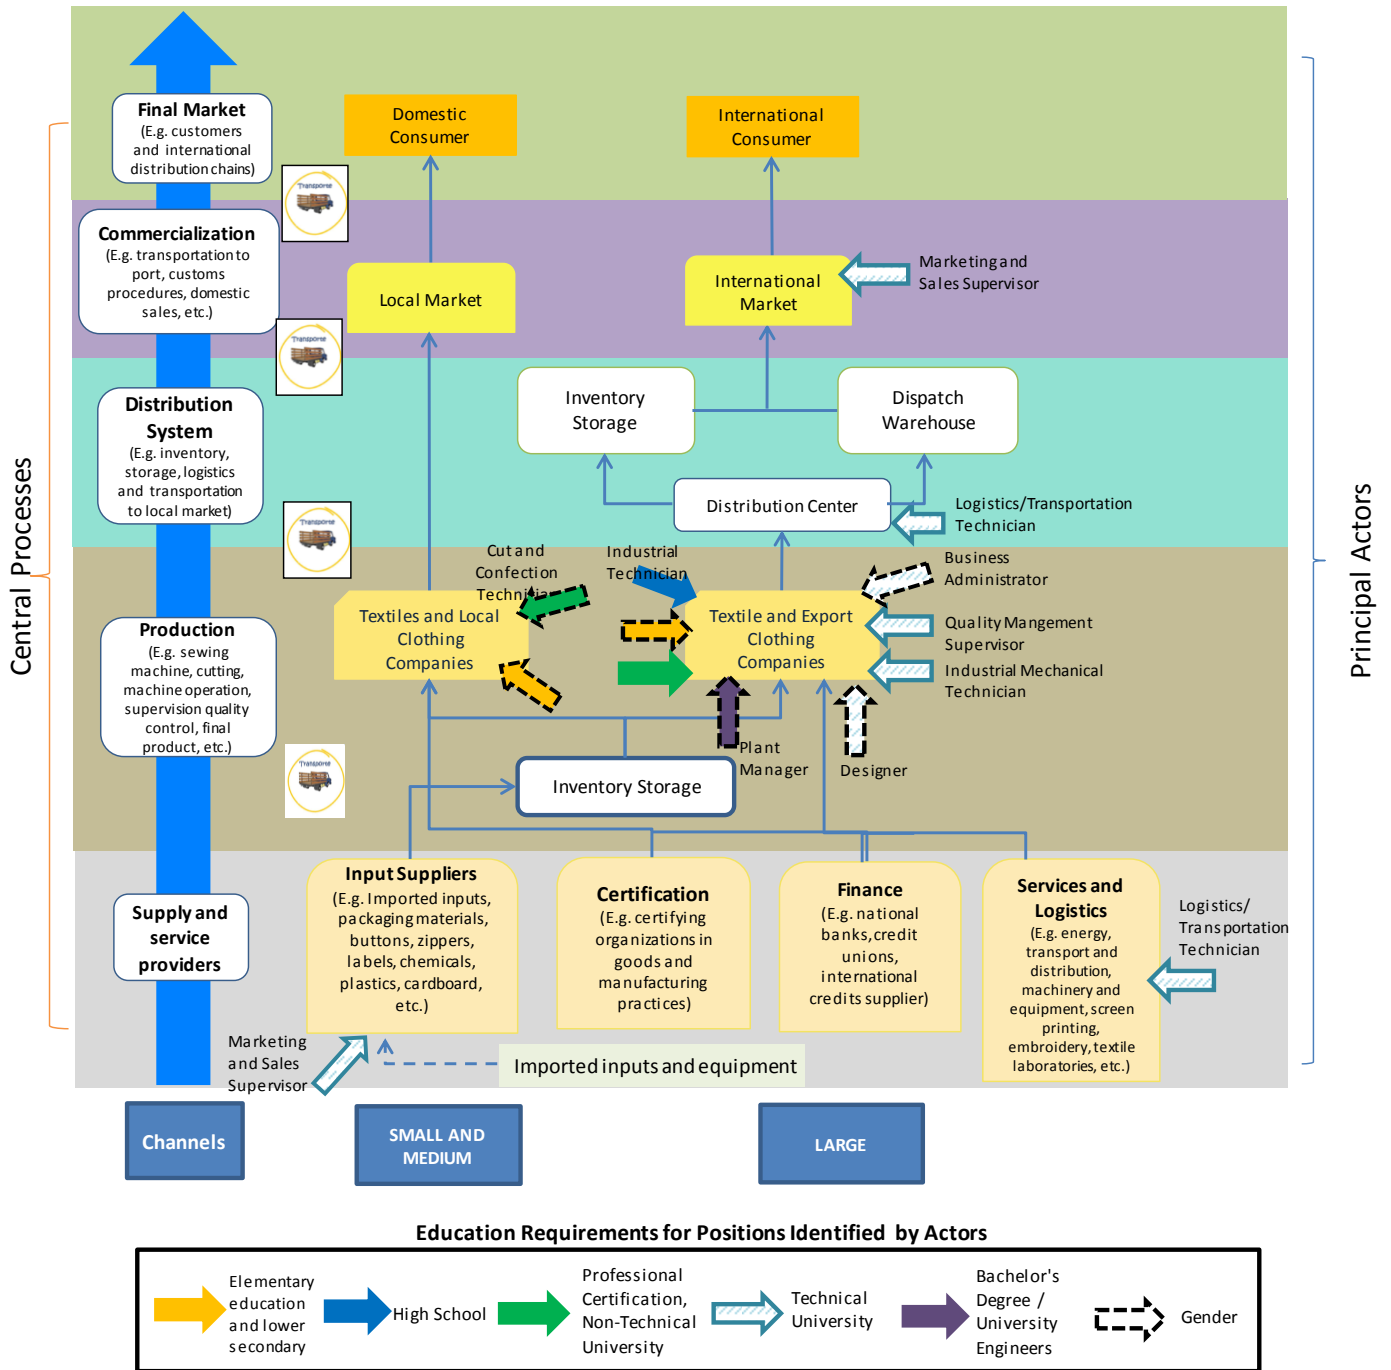 Final Market
(E.g. customers
and international
distribution chains)
Domestic
Consumer
International
Consumer
Transporse
Commercialization
(E.g. transportation to
port, customs
procedures, domestic
sales, etc.)
Local Market
International
Market
Marketing and
Sales Supervisor
Transporse
Distribution
System
(E.g. inventory,
storage, logistics
and transportation
to local market)
Inventory
Storage
Dispatch
Warehouse
Distribution Center
Logistics/Transportation
Technician
Transporse
Central Processes
Principal Actors
Cut and
Confection
Technician
Industrial
Technician
Business
Administrator
Production
(E.g. sewing
machine, cutting,
machine operation,
supervision quality
control, final
product, etc.)
Textiles and Local
Clothing
Companies
Textile and Export
Clothing
Companies
Quality Mangement
Supervisor
Industrial Mechanical
Technician
Plant
Manager
Designer
Transporse
Inventory Storage
Supply and
service
providers
Input Suppliers
(E.g. Imported inputs,
packaging materials,
buttons, zippers,
labels, chemicals,
plastics, cardboard,
etc.)
Certification
(E.g. certifying
organizations in
goods and
manufacturing
practices)
Finance
(E.g. national
banks, credit
unions,
international
credits supplier)
Services and
Logistics
(E.g. energy,
transport and
distribution,
machinery and
equipment, screen
printing,
embroidery, textile
laboratories, etc.)
Logistics/
Transportation
Technician
Marketing
and Sales
Supervisor
Imported inputs and equipment
Channels
SMALL AND
MEDIUM
LARGE
Education Requirements for Positions Identified by Actors
Elementary
education
and lower
secondary
High School
Professional
Certification,
Non-Technical
University
Technical
University
Bachelor's
Degree /
University
Engineers
Gender